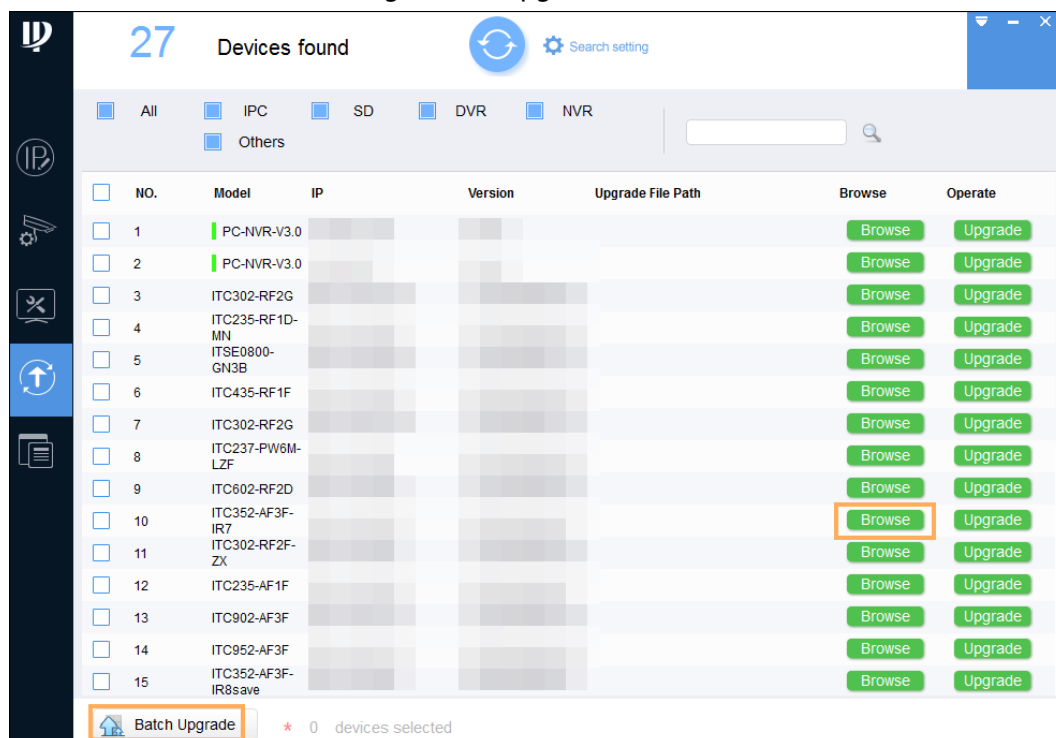 27 Devices found Search setting
All IPC SD DVR NVR
Others
NO. Model IP Version Upgrade File Path Browse Operate
1 PC-NVR-V3.0 Browse Upgrade
2 PC-NVR-V3.0 Browse Upgrade
3 ITC302-RF2G Browse Upgrade
4 ITC235-RF1D-MN Browse Upgrade
5 ITSE0800-GN3B Browse Upgrade
6 ITC435-RF1F Browse Upgrade
7 ITC302-RF2G Browse Upgrade
8 ITC237-PW6M-LZF Browse Upgrade
9 ITC602-RF2D Browse Upgrade
10 ITC352-AF3F-IR7 Browse Upgrade
11 ITC302-RF2F-ZX Browse Upgrade
12 ITC235-AF1F Browse Upgrade
13 ITC902-AF3F Browse Upgrade
14 ITC952-AF3F Browse Upgrade
15 ITC352-AF3F-IR8save Browse Upgrade
Batch Upgrade * 0 devices selected